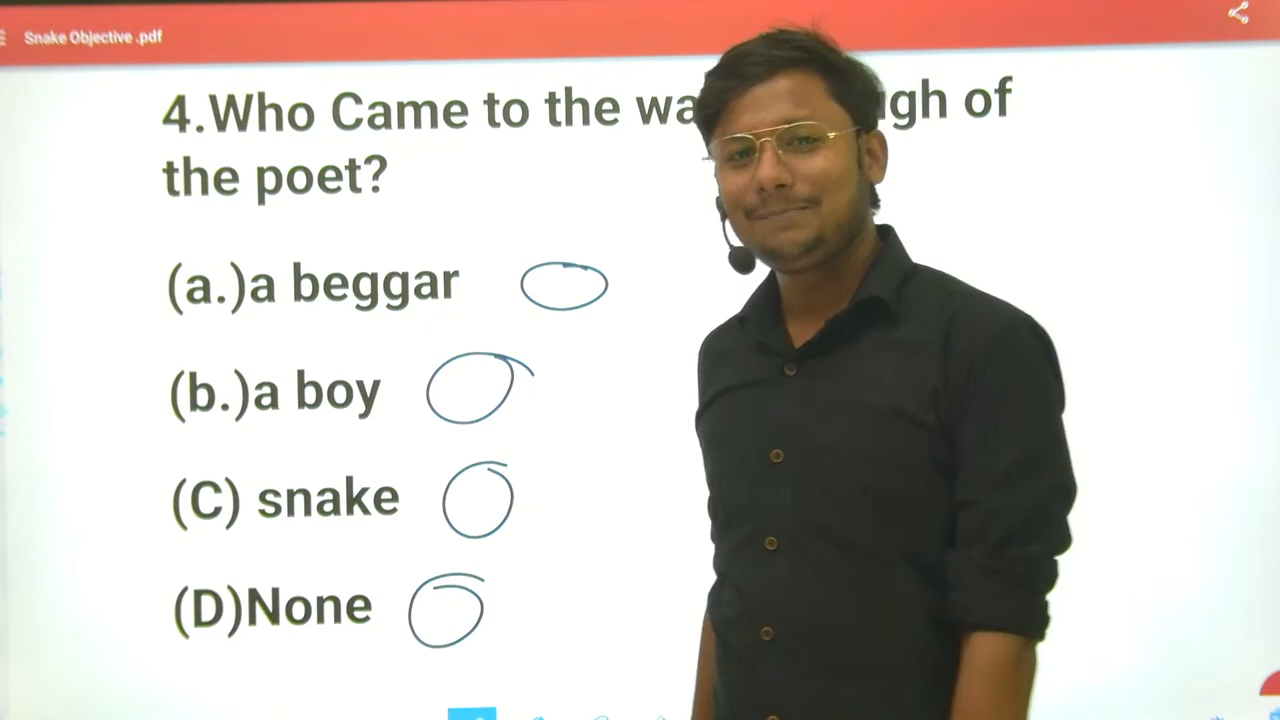 Snake Objective .pdf
4.Who Came to the of
the poet?
(a.)a beggar
(b.)a boy
(C) snake
(D)None